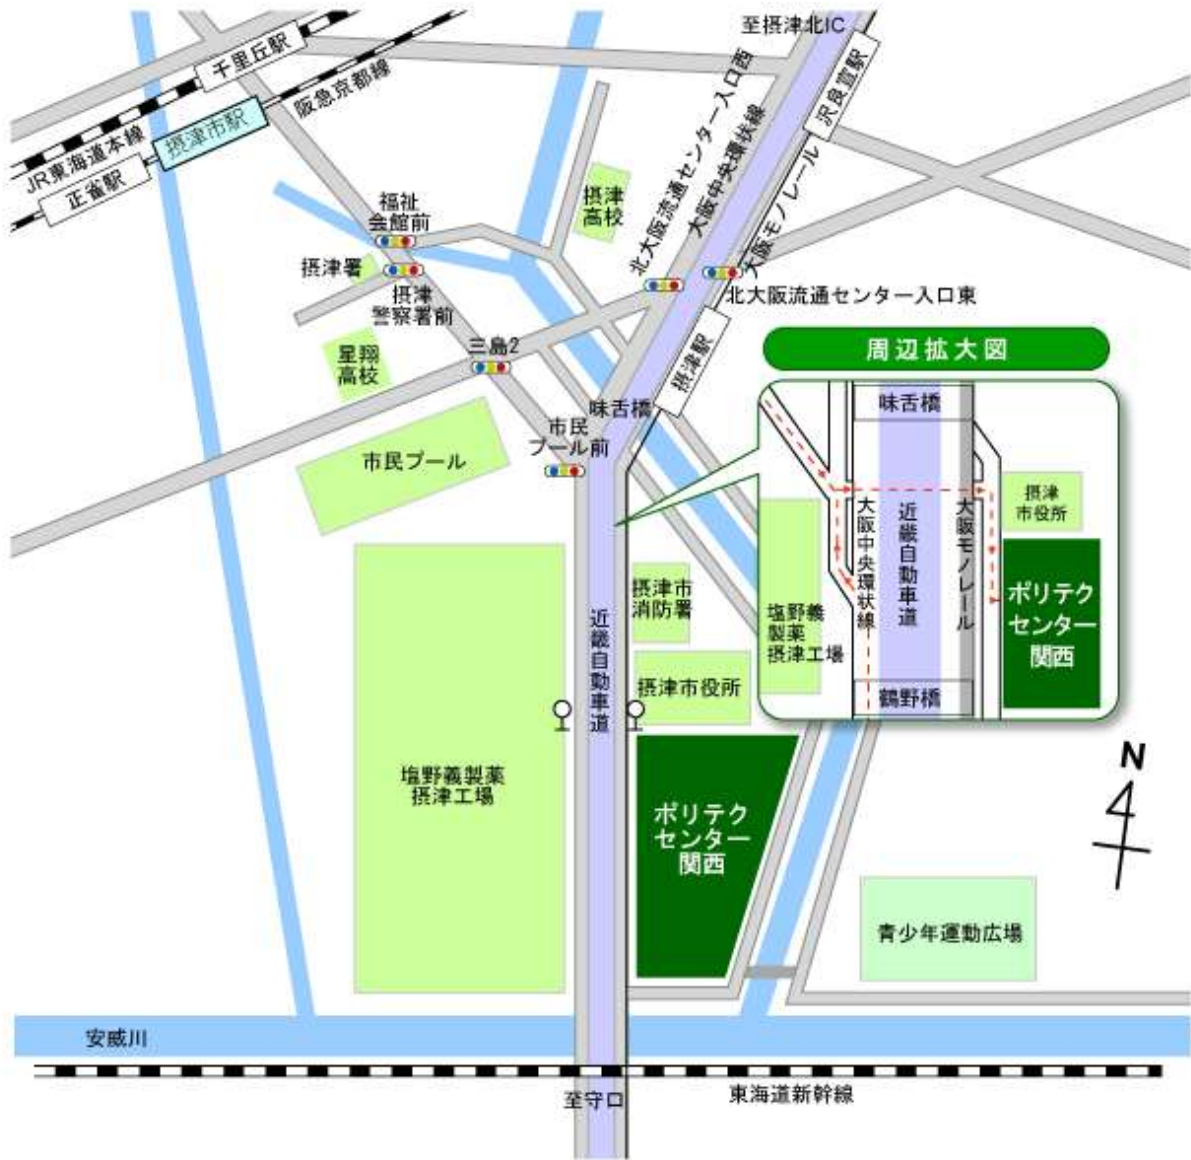 至摂津北IC
千里丘駅
阪急京都線
摂津市駅
JR東海道本線
正雀駅
沢良宜駅
北大阪流通センター入口西
大阪中央環状線
大阪モノレール
福祉
会館前
摂津
高校
摂津署
摂津
警察署前
北大阪流通センター入口東
三島2
星翔
高校
摂津駅
味舌橋
市民
プール前
市民プール
周辺拡大図
味舌橋
摂津
市役所
大阪中央環状線
近畿自動車道
大阪モノレール
ポリテク
センター
関西
塩野義
製薬
摂津工場
鶴野橋
摂津市
消防署
近畿自動車道
摂津市役所
塩野義製薬
摂津工場
ポリテク
センター
関西
N
青少年運動広場
安威川
東海道新幹線
至守口